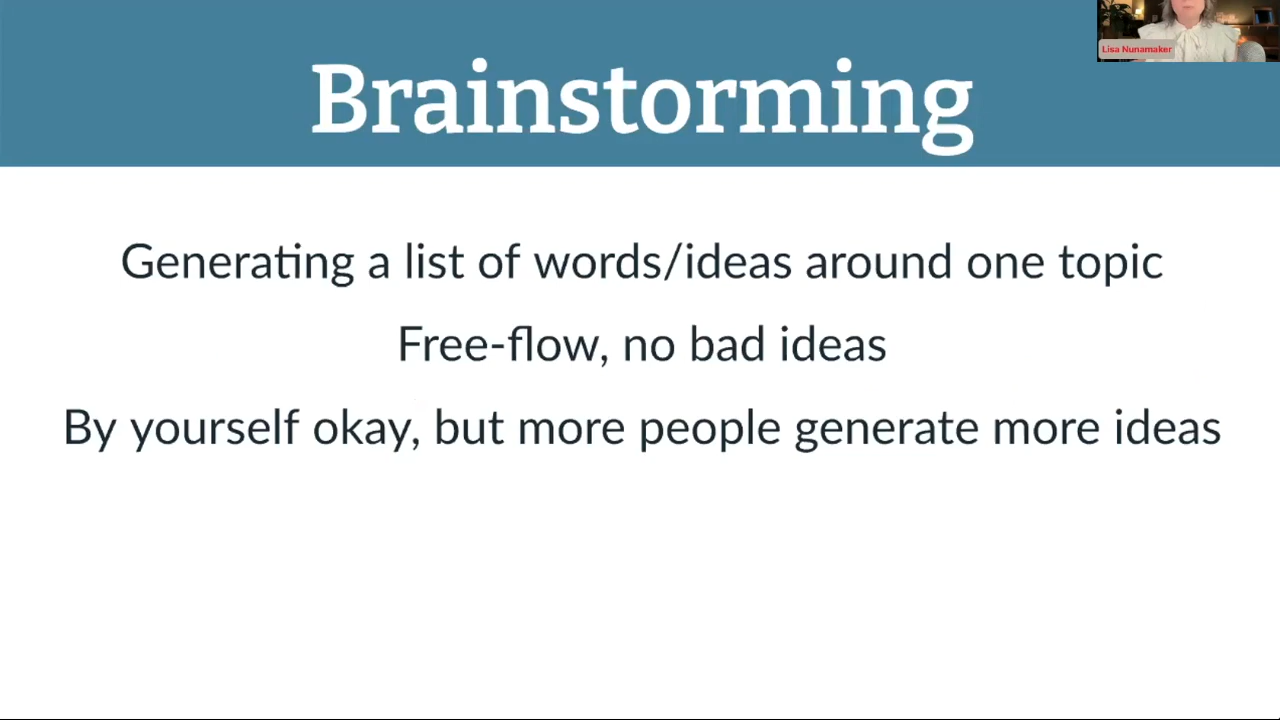 Brainstorming
Lisa Nunamaker
Generating a list of words/ideas around one topic
Free-flow, no bad ideas
By yourself okay, but more people generate more ideas